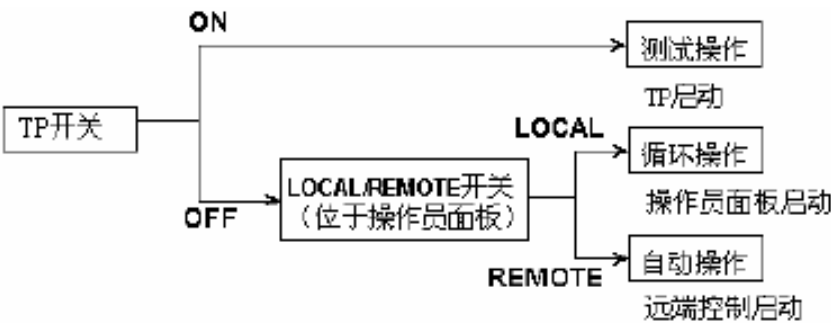 ON
测试操作
TP启动
TP开关
LOCAL
循环操作
LOCAL/REMOTE开关
（位于操作员面板）
操作员面板启动
OFF
自动操作
REMOTE
远端控制启动